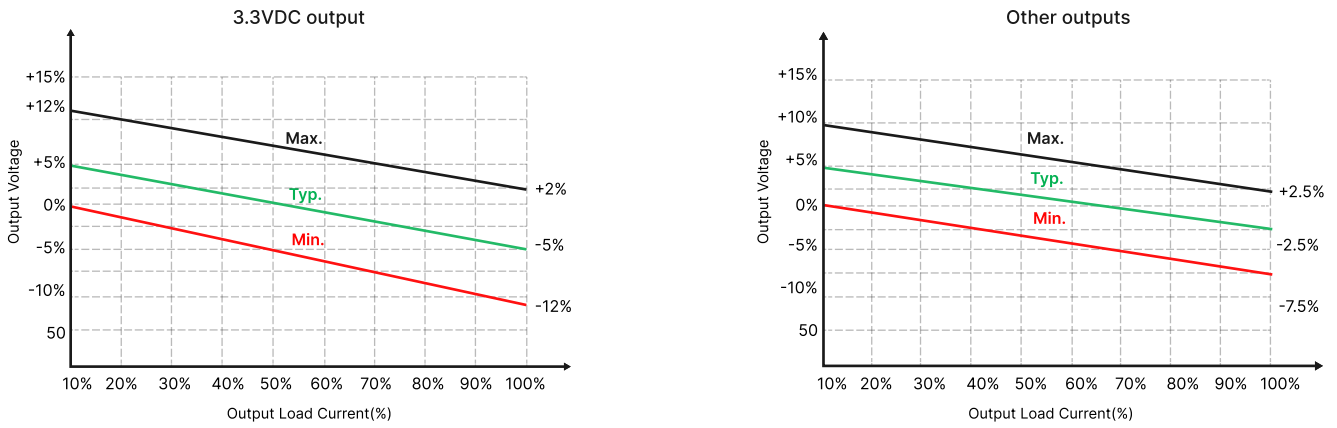 3.3VDC output
Output Voltage
+15%
+12%
+5%
0%
-5%
-10%
50
Max.
Typ.
Min.
+2%
-5%
-12%
10% 20% 30% 40% 50% 60% 70% 80% 90% 100%
Output Load Current(%)
Other outputs
Output Voltage
+15%
+10%
+5%
0%
-5%
-10%
50
Max.
Typ.
Min.
+2.5%
-2.5%
-7.5%
10% 20% 30% 40% 50% 60% 70% 80% 90% 100%
Output Load Current(%)